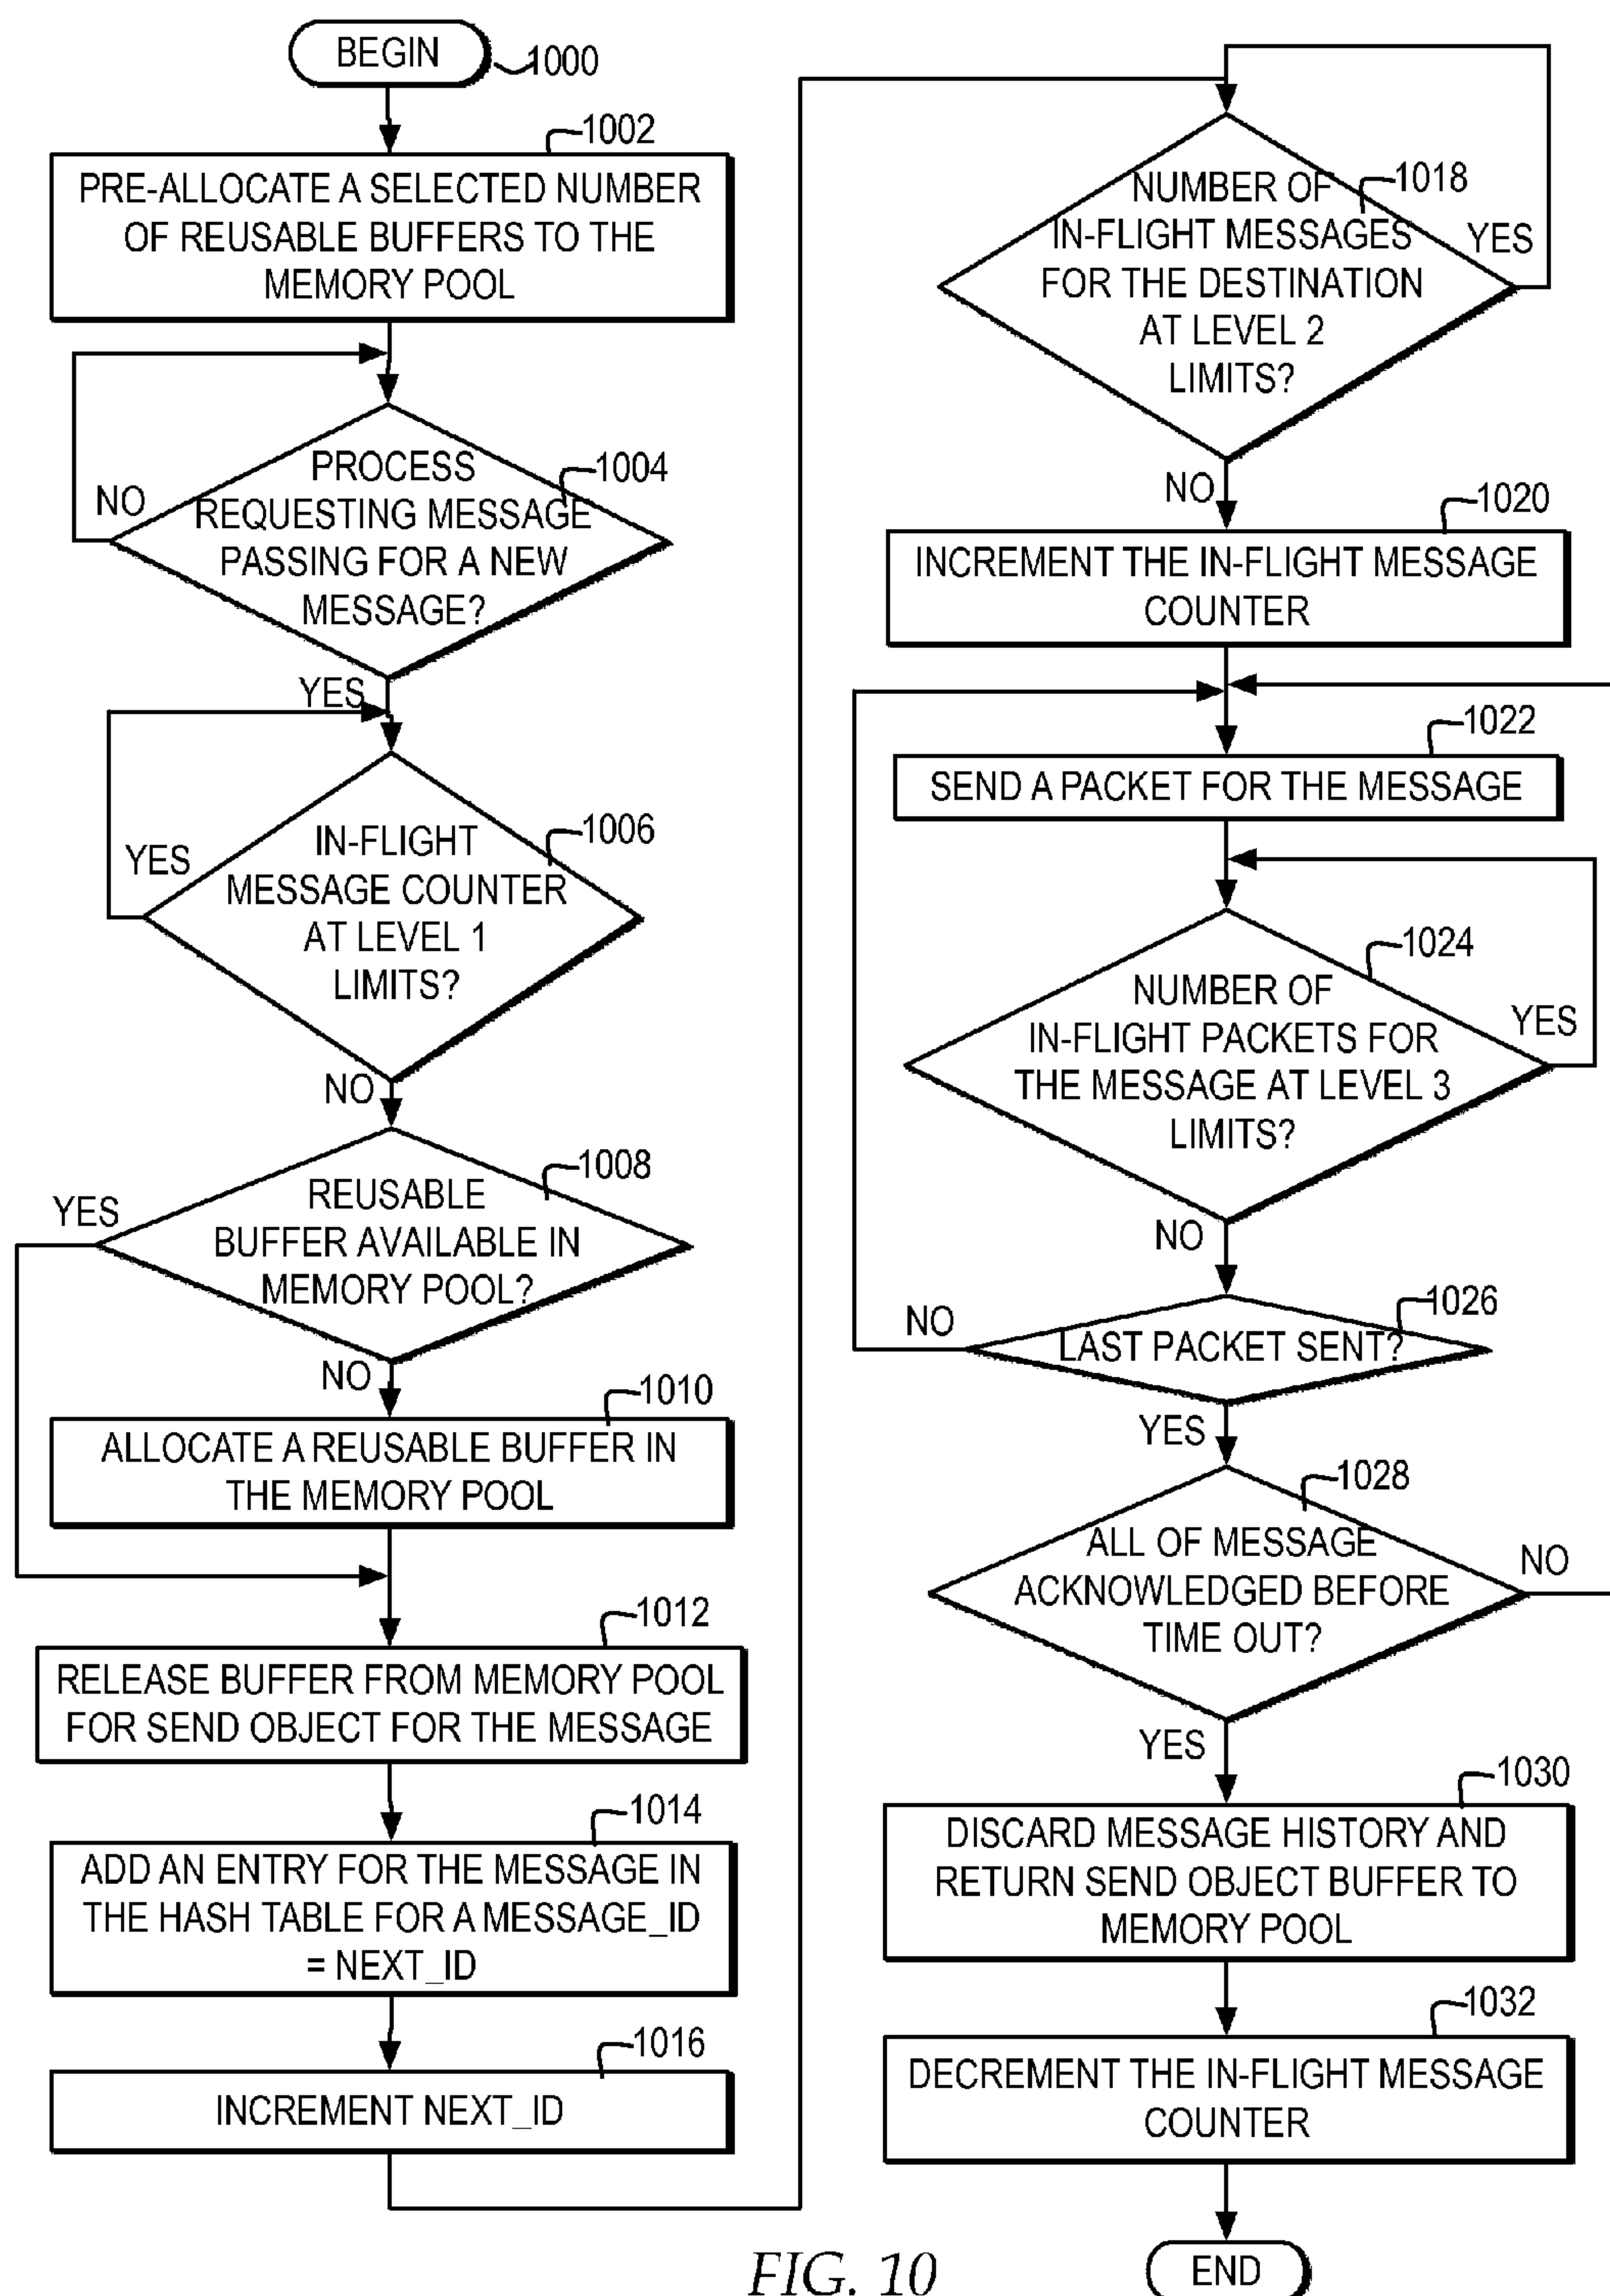 BEGIN
1000
1002
PRE-ALLOCATE A SELECTED NUMBER
OF REUSABLE BUFFERS TO THE
MEMORY POOL
1004
PROCESS
REQUESTING MESSAGE
PASSING FOR A NEW
MESSAGE?
NO
YES
1006
IN-FLIGHT
MESSAGE COUNTER
AT LEVEL 1
LIMITS?
YES
NO
1008
REUSABLE
BUFFER AVAILABLE IN
MEMORY POOL?
YES
NO
1010
ALLOCATE A REUSABLE BUFFER IN
THE MEMORY POOL
1012
RELEASE BUFFER FROM MEMORY POOL
FOR SEND OBJECT FOR THE MESSAGE
1014
ADD AN ENTRY FOR THE MESSAGE IN
THE HASH TABLE FOR A MESSAGE_ID
= NEXT_ID
1016
INCREMENT NEXT_ID
1018
NUMBER OF
IN-FLIGHT MESSAGES
FOR THE DESTINATION
AT LEVEL 2
LIMITS?
YES
NO
1020
INCREMENT THE IN-FLIGHT MESSAGE
COUNTER
1022
SEND A PACKET FOR THE MESSAGE
1024
NUMBER OF
IN-FLIGHT PACKETS FOR
THE MESSAGE AT LEVEL 3
LIMITS?
YES
NO
1026
LAST PACKET SENT?
NO
YES
1028
ALL OF MESSAGE
ACKNOWLEDGED BEFORE
TIME OUT?
NO
YES
1030
DISCARD MESSAGE HISTORY AND
RETURN SEND OBJECT BUFFER TO
MEMORY POOL
1032
DECREMENT THE IN-FLIGHT MESSAGE
COUNTER
END
FIG. 10